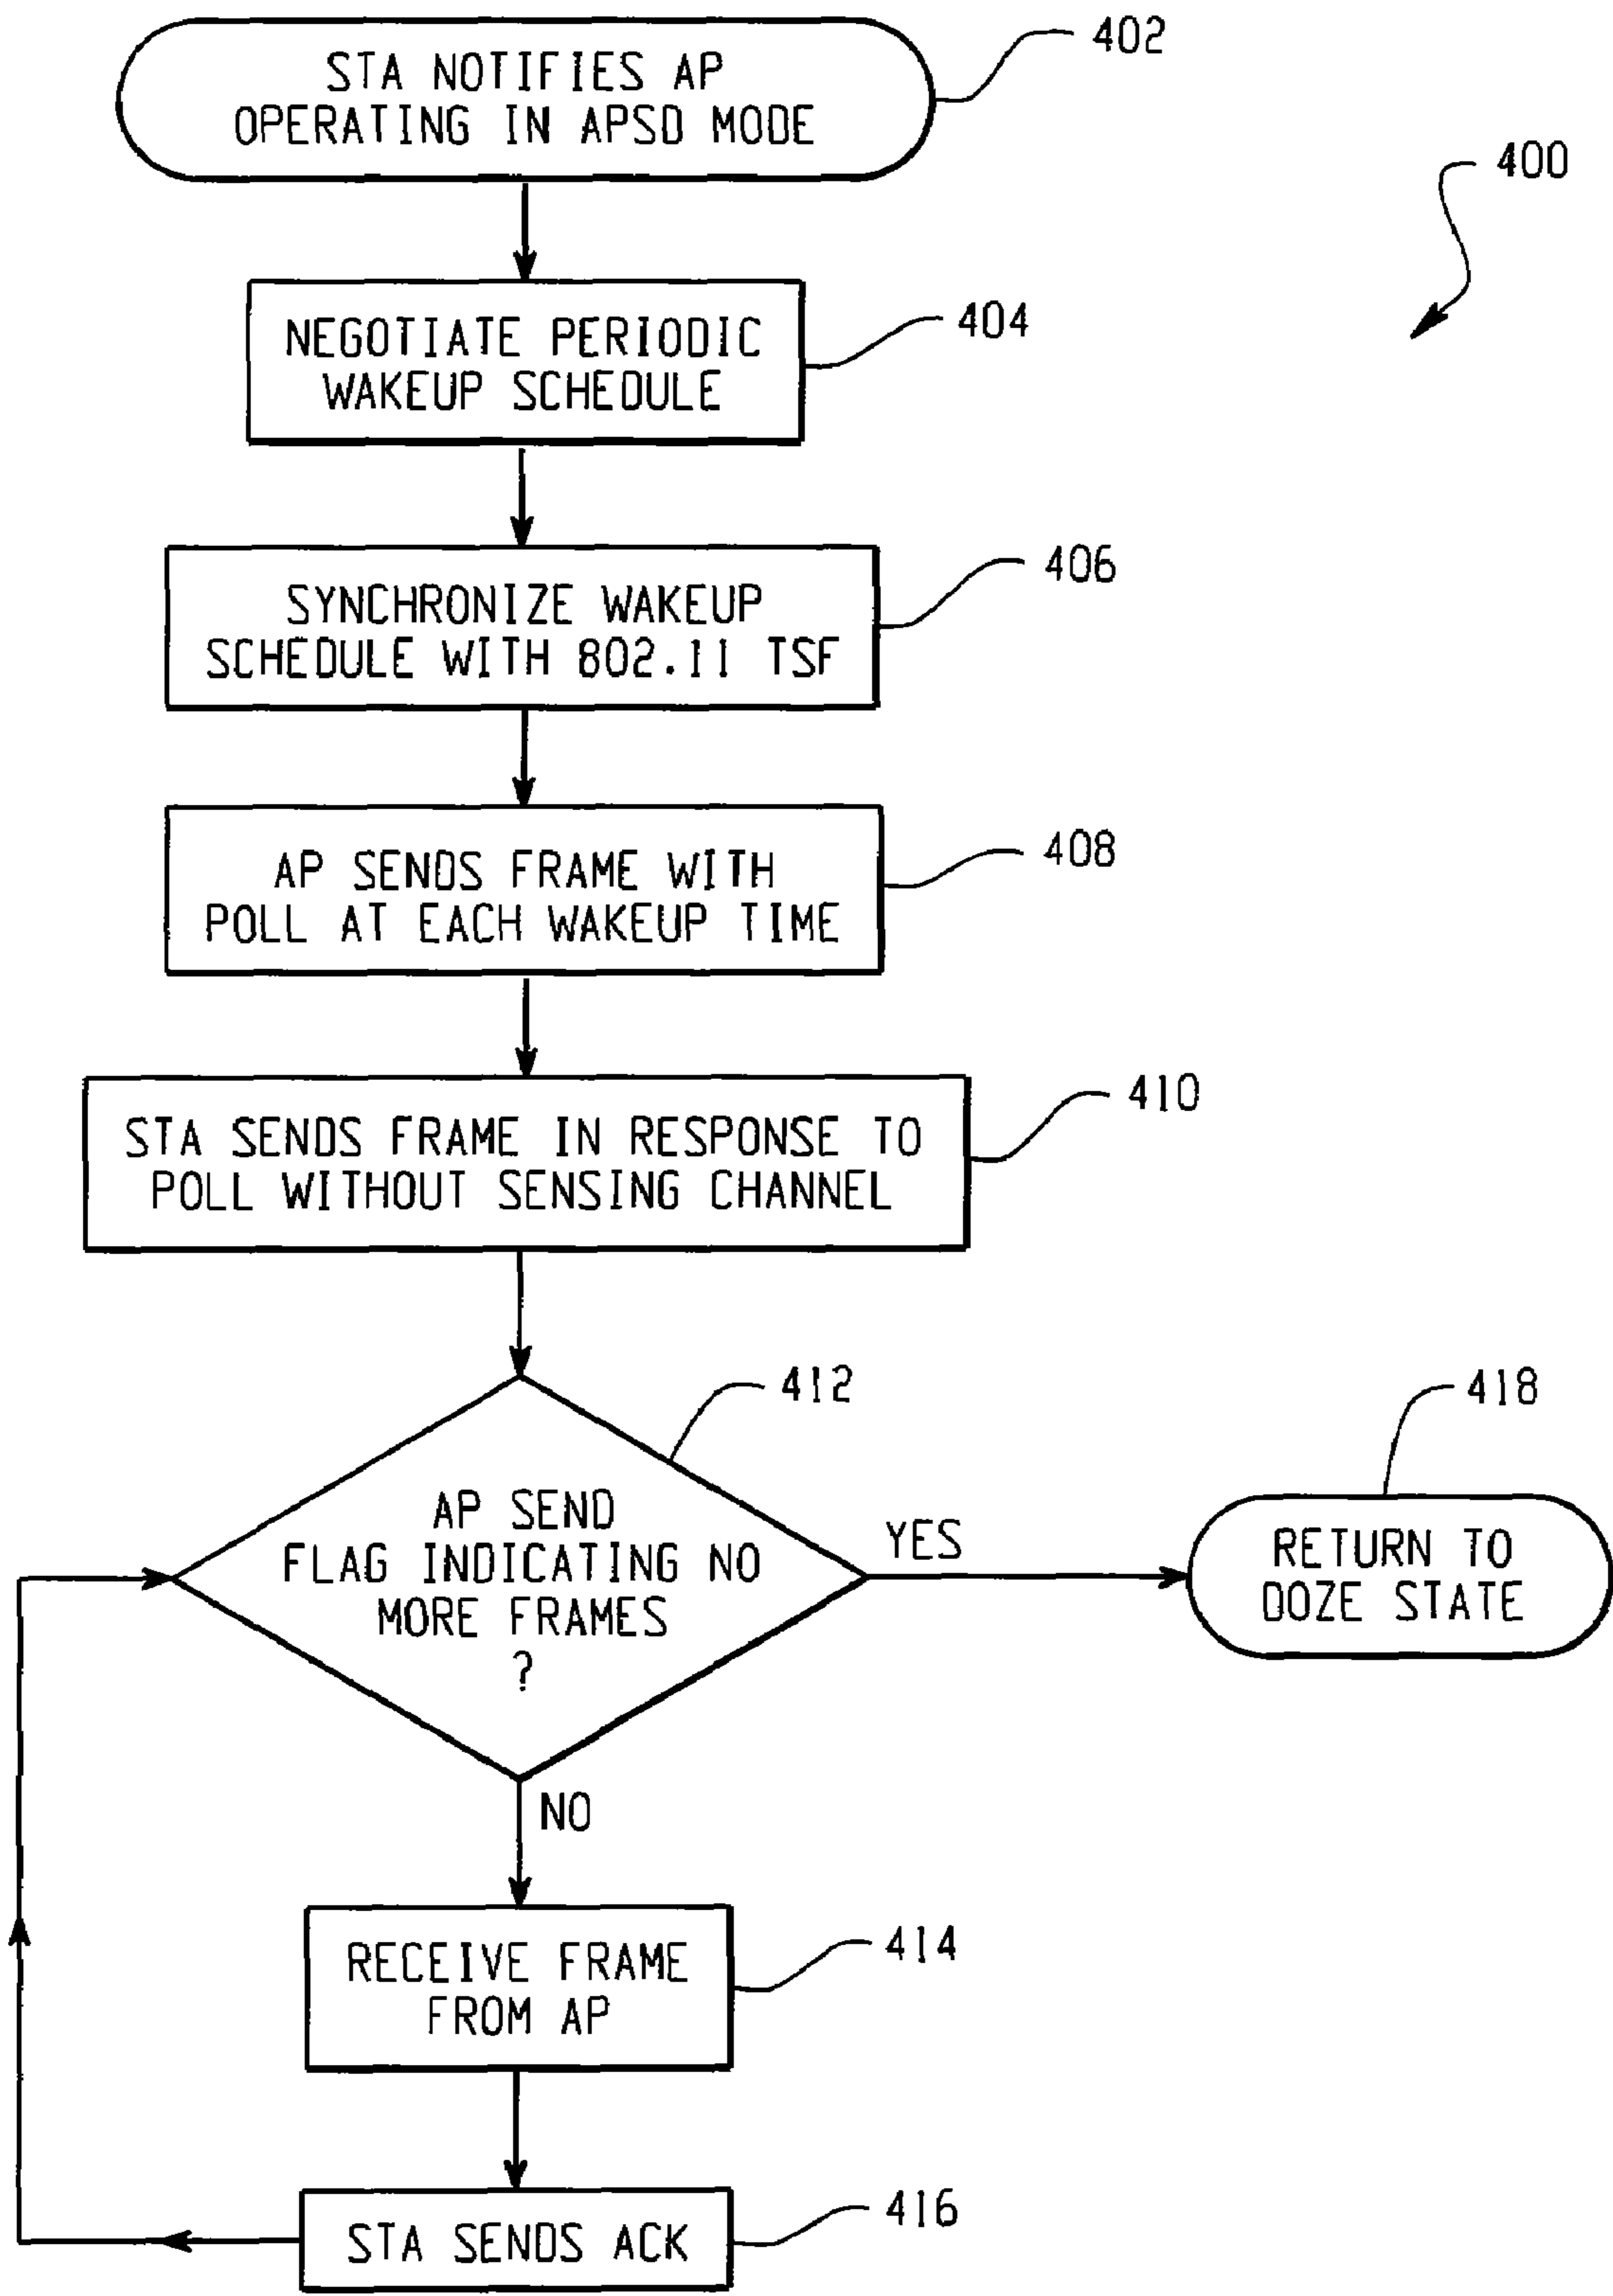 STA NOTIFIES AP
OPERATING IN APSD MODE
402
400
NEGOTIATE PERIODIC
WAKEUP SCHEDULE
404
SYNCHRONIZE WAKEUP
SCHEDULE WITH 802.11 TSF
406
AP SENDS FRAME WITH
POLL AT EACH WAKEUP TIME
408
STA SENDS FRAME IN RESPONSE TO
POLL WITHOUT SENSING CHANNEL
410
AP SEND
FLAG INDICATING NO
MORE FRAMES
?
412
YES
RETURN TO
DOZE STATE
418
NO
RECEIVE FRAME
FROM AP
414
STA SENDS ACK
416